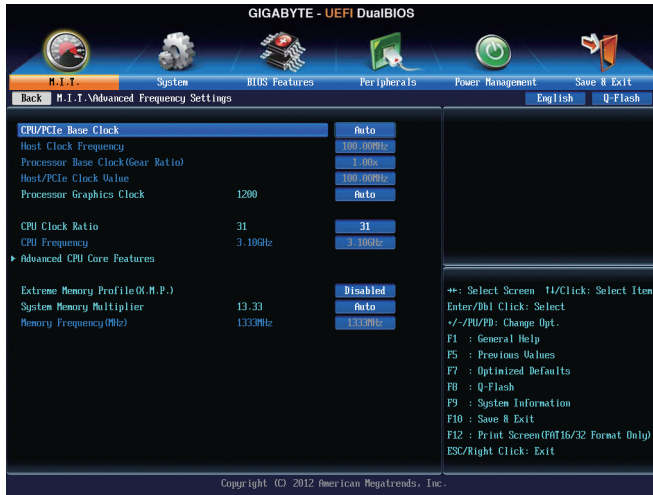 GIGABYTE - UEFI DualBIOS
M.I.T. System BIOS Features Peripherals Power Management Save & Exit
Back M.I.T.\Advanced Frequency Settings English Q-Flash
CPU/PCIe Base Clock Auto
Host Clock Frequency 100.00MHz
Processor Base Clock(Gear Ratio) 1.00x
Host/PCIe Clock Value 100.00MHz
Processor Graphics Clock 1200 Auto
CPU Clock Ratio 31 31
CPU Frequency 3.10GHz 3.10GHz
Advanced CPU Core Features
Extreme Memory Profile(X.M.P.) Disabled
System Memory Multiplier 13.33 Auto
Memory Frequency(MHz) 1333MHz 1333MHz
→←: Select Screen ↑↓/Click: Select Item
Enter/Dbl Click: Select
+/-/PU/PD: Change Opt.
F1 : General Help
F5 : Previous Values
F7 : Optimized Defaults
F8 : Q-Flash
F9 : System Information
F10 : Save & Exit
F12 : Print Screen(FAT16/32 Format Only)
ESC/Right Click: Exit
Copyright (C) 2012 American Megatrends, Inc.